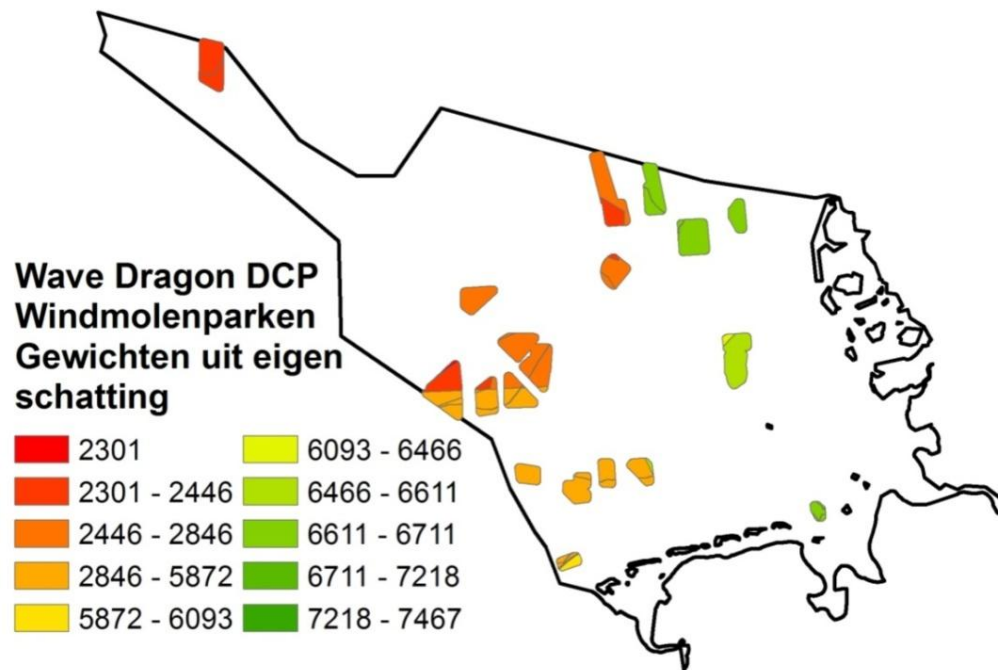 Wave Dragon DCP
Windmolenparken
Gewichten uit eigen
schatting
2301
2301 - 2446
2446 - 2846
2846 - 5872
5872 - 6093
6093 - 6466
6466 - 6611
6611 - 6711
6711 - 7218
7218 - 7467